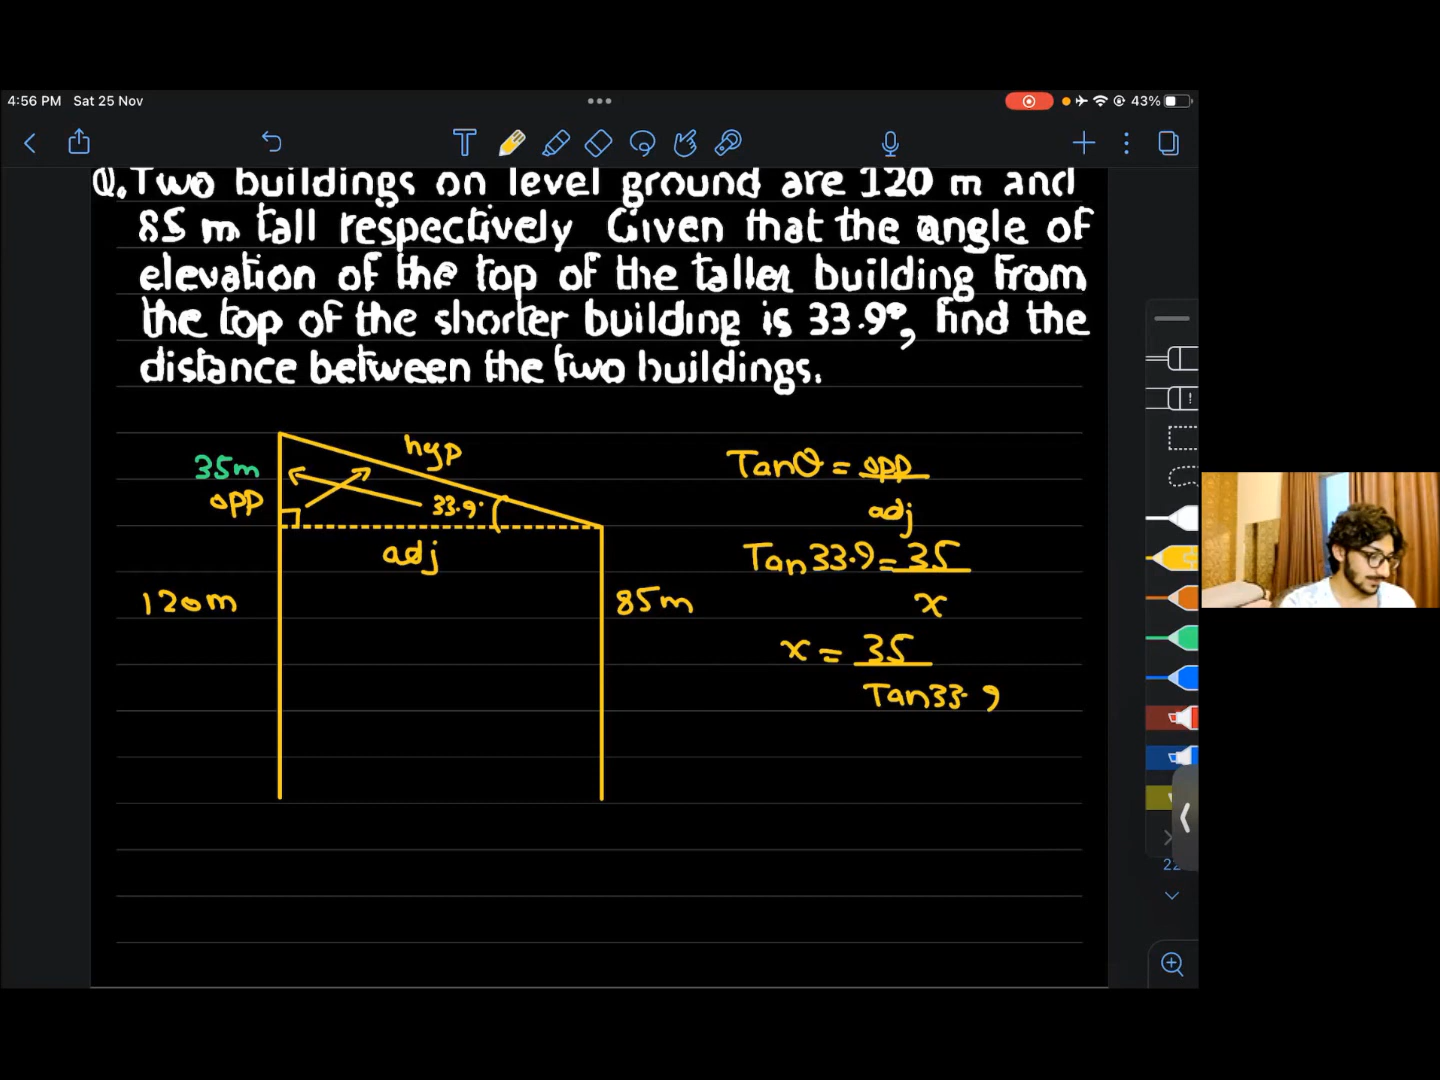 4:56 PM Sat 25 Nov
43%
T
Q. Two buildings on level ground are 120 m and
85 m tall respectively Given that the angle of
elevation of the top of the taller building from
the top of the shorter building is 33.9°, find the
distance between the two buildings.
hyp
35m
opp
33.9°
adj
120m
85m
Tanθ = opp
adj
Tan33.9 = 35
x
x = 35
Tan33.9